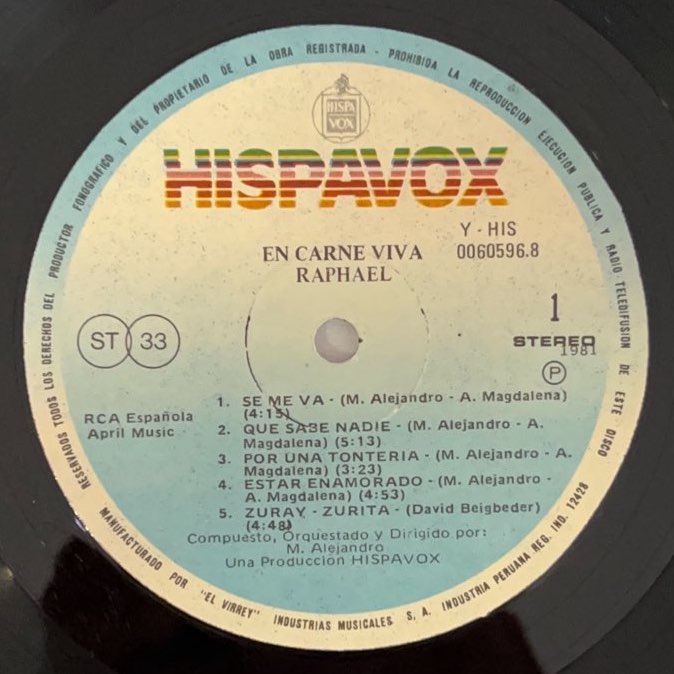 RESERVADOS TODOS LOS DERECHOS DEL PRODUCTOR FONOGRAFICO Y DEL PROPIETARIO DE LA OBRA REGISTRADA - PROHIBIDA LA REPRODUCCION EJECUCION PUBLICA Y RADIO TELEDIFUSION DE ESTE DISCO
HISPA
VOX
HISPAVOX
Y - HIS
0060596.8
EN CARNE VIVA
RAPHAEL
ST 33
1
STEREO
1981
P
RCA Española
April Music
1. SE ME VA - (M. Alejandro - A. Magdalena)
(4:15)
2. QUE SABE NADIE - (M. Alejandro - A.
Magdalena) (5:13)
3. POR UNA TONTERIA - (M. Alejandro - A.
Magdalena) (3:23)
4. ESTAR ENAMORADO - (M. Alejandro -
A. Magdalena) (4:53)
5. ZURAY - ZURITA - (David Beigbeder)
(4:48)
Compuesto, Orquestado y Dirigido por:
M. Alejandro
Una Producción HISPAVOX
MANUFACTURADO POR "EL VIRREY" INDUSTRIAS MUSICALES S, A. INDUSTRIA PERUANA REG. IND. 12428